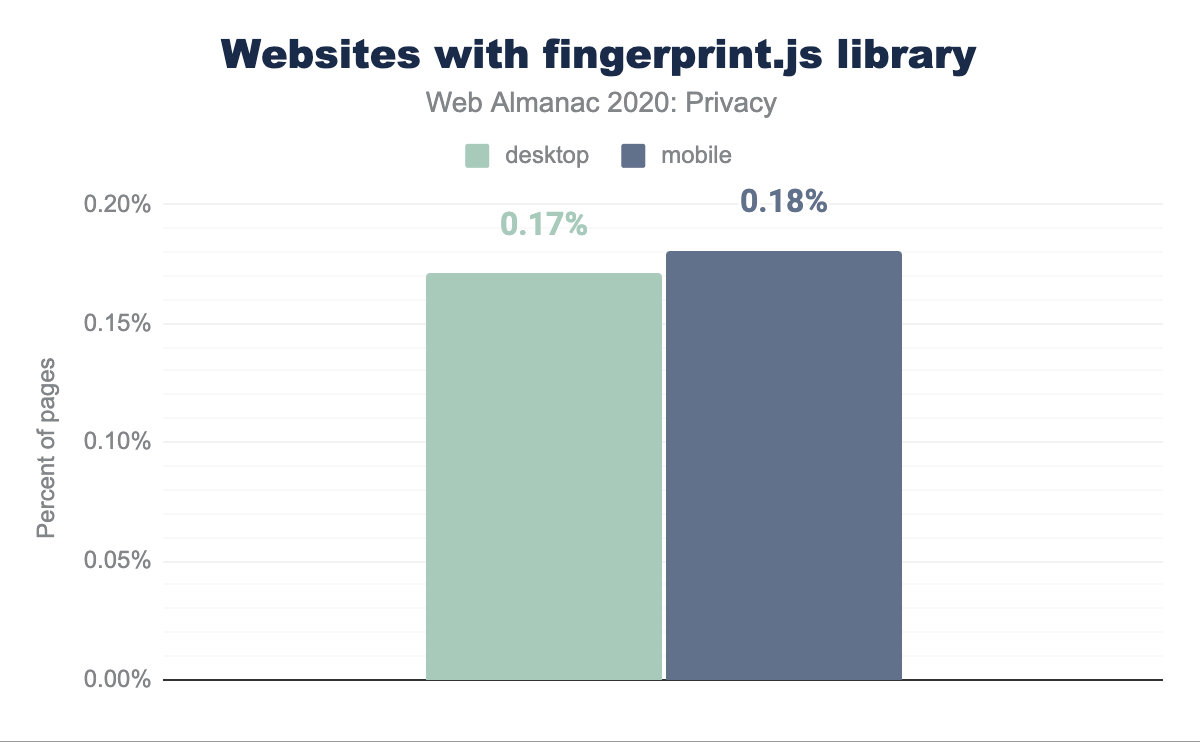 Websites with fingerprint.js library
Web Almanac 2020: Privacy
desktop
mobile
0.20%
0.15%
0.10%
0.05%
0.00%
Percent of pages
0.17%
0.18%